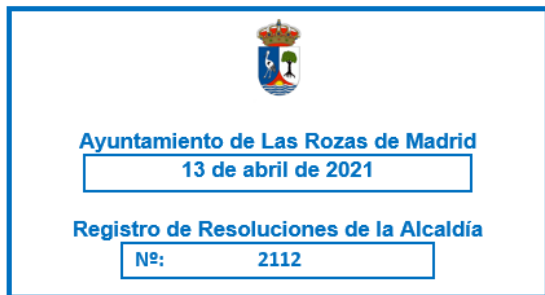 Ayuntamiento de Las Rozas de Madrid
13 de abril de 2021
Registro de Resoluciones de la Alcaldía
Nº: 2112